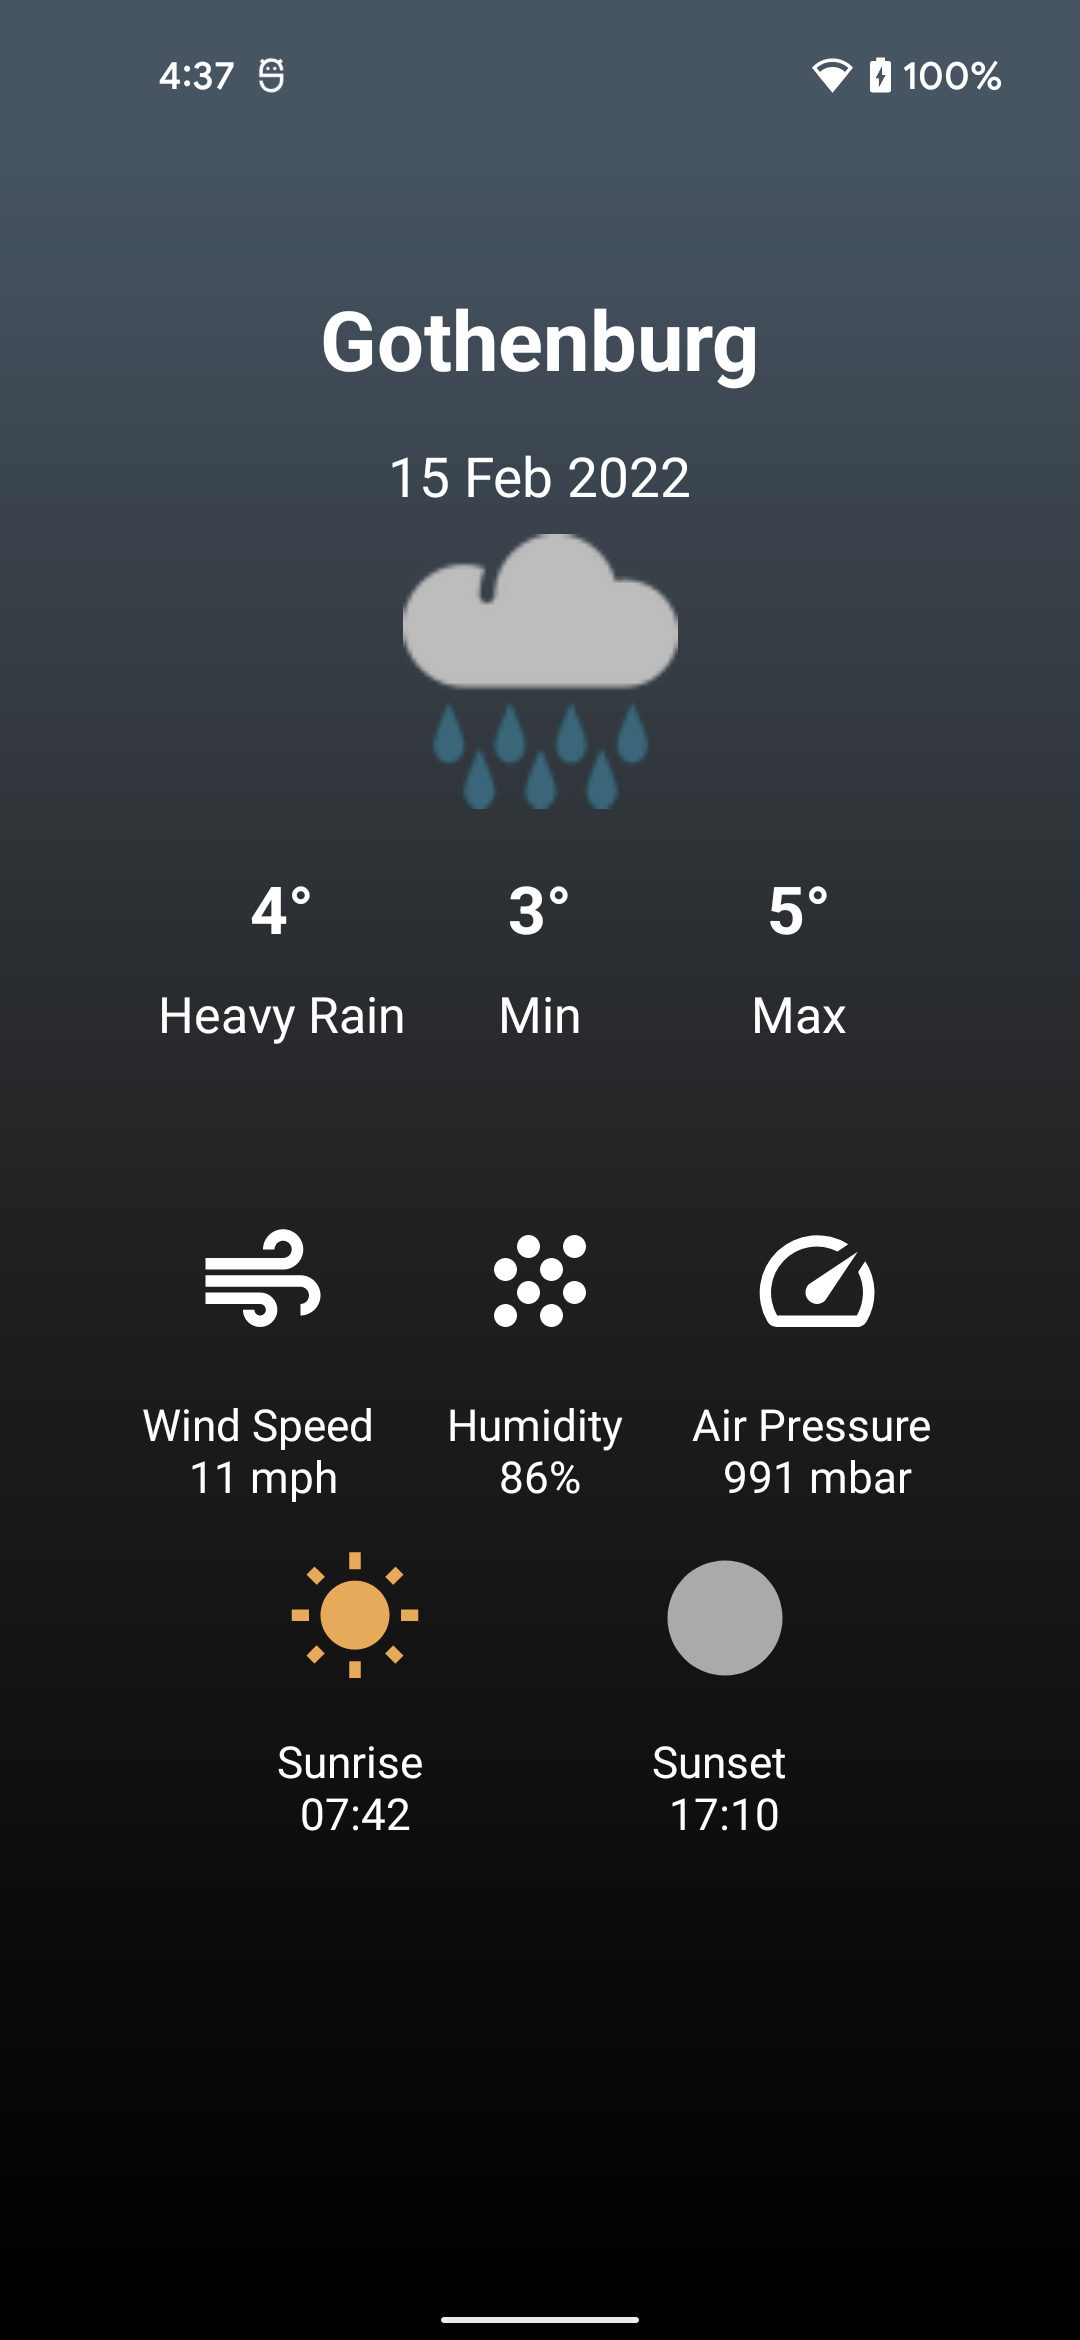 4:37 100%
Gothenburg
15 Feb 2022
4° 3° 5°
Heavy Rain Min Max
Wind Speed Humidity Air Pressure
11 mph 86% 991 mbar
Sunrise Sunset
07:42 17:10